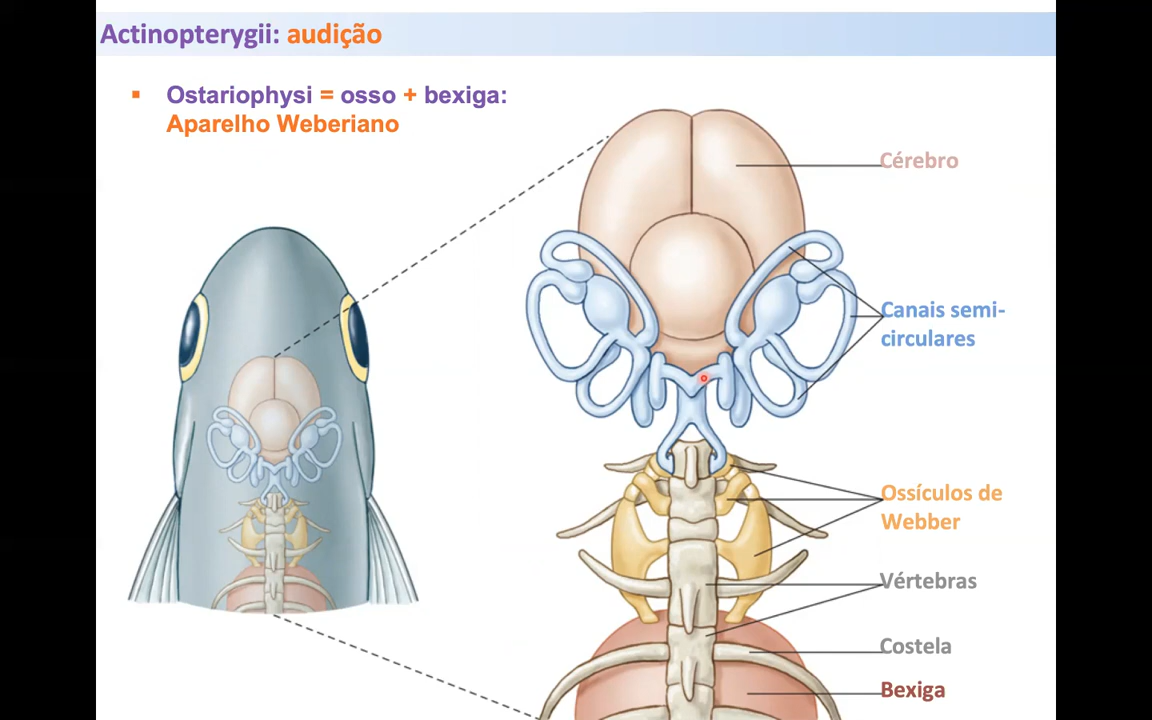 Actinopterygii: audição
Ostariophysi = osso + bexiga:
Aparelho Weberiano
Cérebro
Canais semi-
circulares
Ossículos de
Webber
Vértebras
Costela
Bexiga